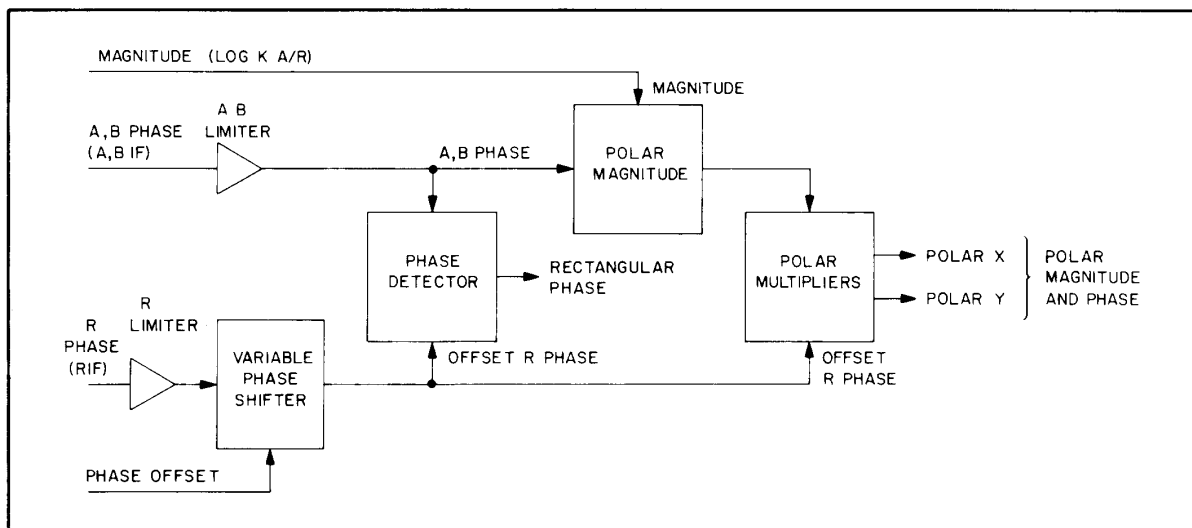 MAGNITUDE (LOG K A/R)
MAGNITUDE
A B
LIMITER
A,B PHASE
(A,B IF)
A,B PHASE
POLAR
MAGNITUDE
PHASE
DETECTOR
RECTANGULAR
PHASE
POLAR
MULTIPLIERS
POLAR X
POLAR Y
POLAR
MAGNITUDE
AND PHASE
R
LIMITER
R
PHASE
(RIF)
VARIABLE
PHASE
SHIFTER
OFFSET R PHASE
OFFSET
R PHASE
PHASE OFFSET